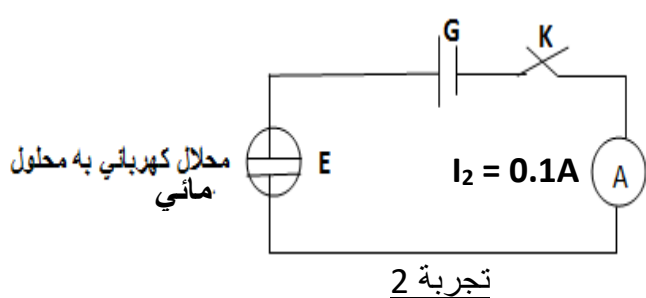 G
K
محلال كهربائي به محلول
مائي
E
I₂ = 0.1A
A
تجربة 2